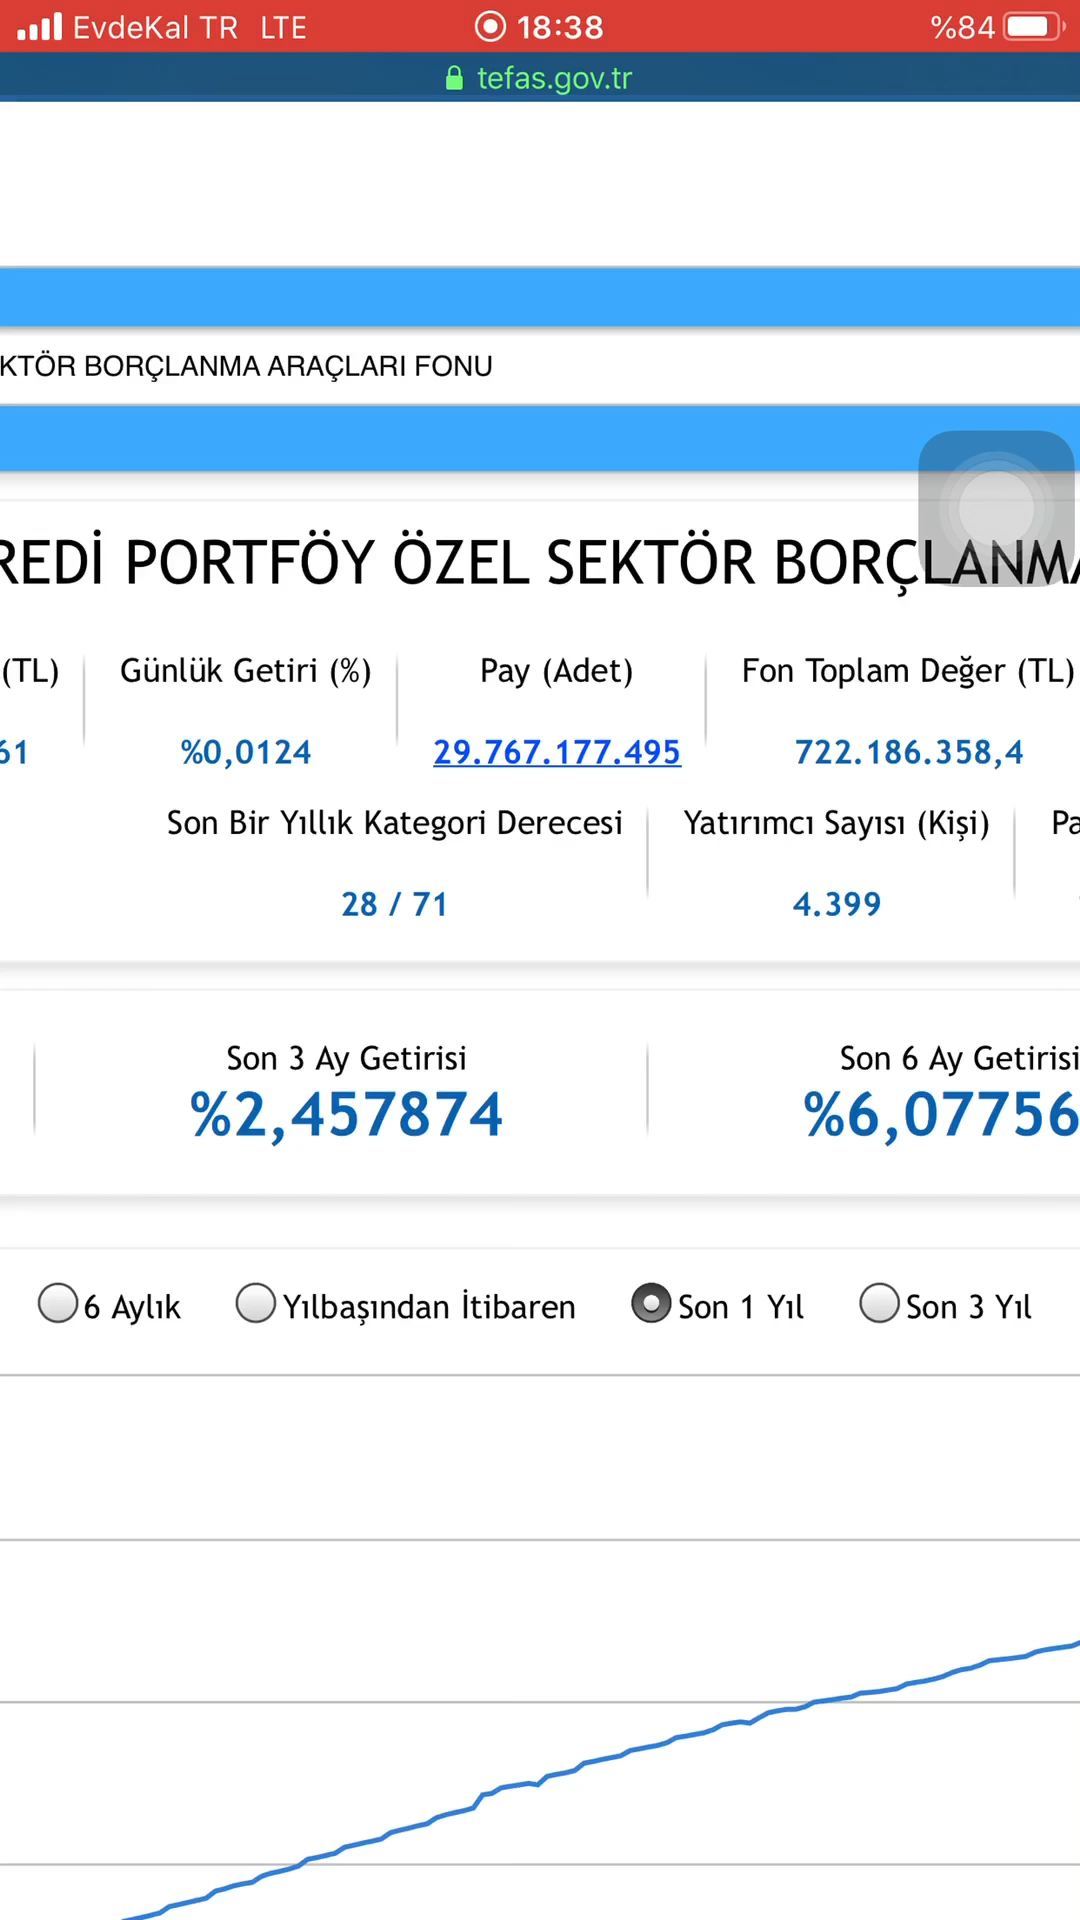 EvdeKal TR LTE 18:38 %84
tefas.gov.tr
KTÖR BORÇLANMA ARAÇLARI FONU
REDİ PORTFÖY ÖZEL SEKTÖR BORÇLANMA
(TL) Günlük Getiri (%) Pay (Adet) Fon Toplam Değer (TL)
61 %0,0124 29.767.177.495 722.186.358,4
Son Bir Yıllık Kategori Derecesi Yatırımcı Sayısı (Kişi) Pa
28 / 71 4.399
Son 3 Ay Getirisi Son 6 Ay Getirisi
%2,457874 %6,07756
6 Aylık Yılbaşından İtibaren Son 1 Yıl Son 3 Yıl